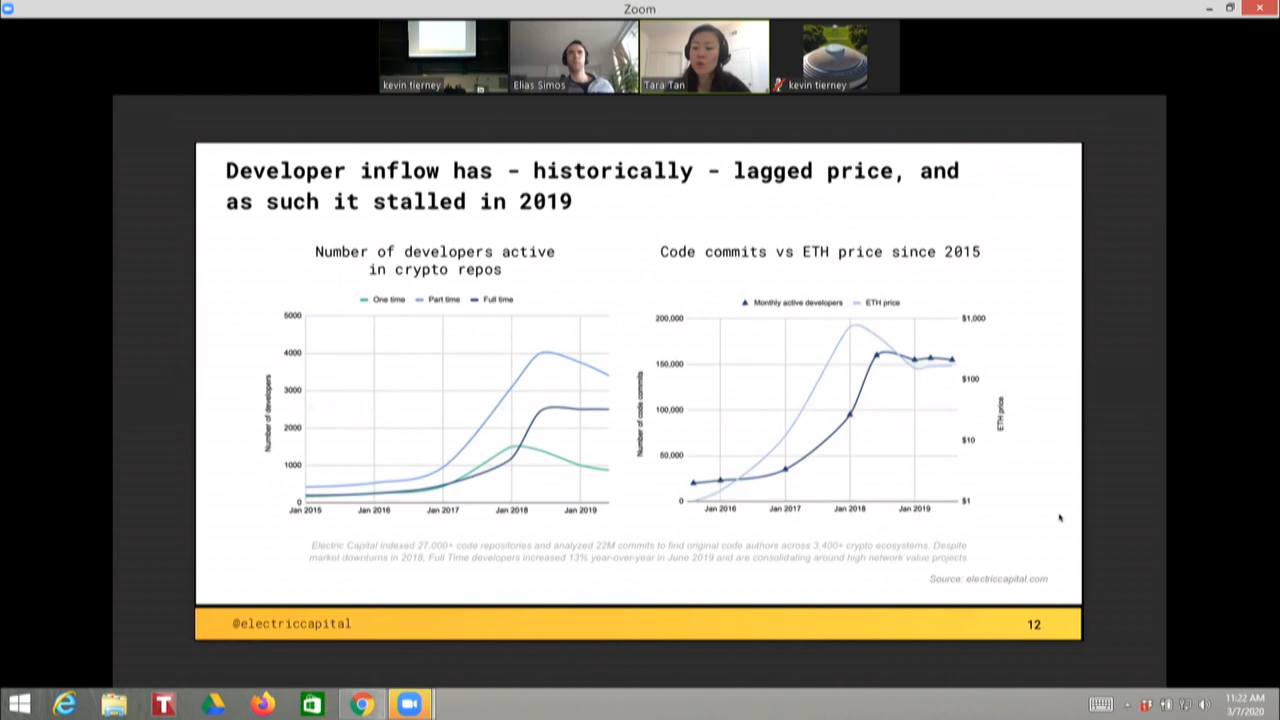 Zoom
kevin tierney
Elias Simos
Tara Tan
kevin tierney
Developer inflow has - historically - lagged price, and
as such it stalled in 2019
Number of developers active
in crypto repos
One time
Part time
Full time
5000
4000
3000
2000
1000
0
Number of developers
Jan 2015
Jan 2016
Jan 2017
Jan 2018
Jan 2019
Code commits vs ETH price since 2015
Monthly active developers
ETH price
200,000
150,000
100,000
50,000
0
Number of code commits
$1,000
$100
$10
$1
ETH price
Jan 2016
Jan 2017
Jan 2018
Jan 2019
Electric Capital indexed 27,000+ code repositories and analyzed 22M commits to find original code authors across 3,400+ crypto ecosystems. Despite
market downturns in 2018, Full Time developers increased 13% year-over-year in June 2019 and are consolidating around high network value projects.
Source: electriccapital.com
@electriccapital
12
11:22 AM
3/7/2020